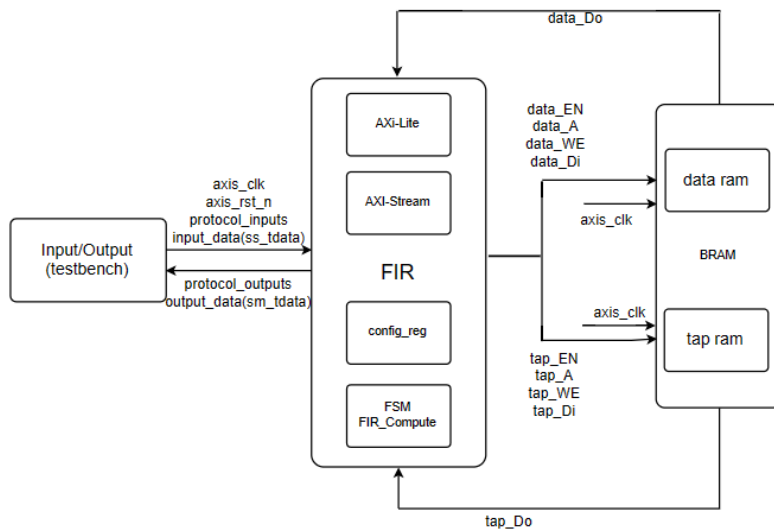 data_Do
AXi-Lite
AXI-Stream
FIR
config_reg
FSM
FIR_Compute
axis_clk
axis_rst_n
protocol_inputs
input_data(ss_tdata)
Input/Output
(testbench)
protocol_outputs
output_data(sm_tdata)
data_EN
data_A
data_WE
data_Di
data ram
axis_clk
BRAM
axis_clk
tap ram
tap_EN
tap_A
tap_WE
tap_Di
tap_Do